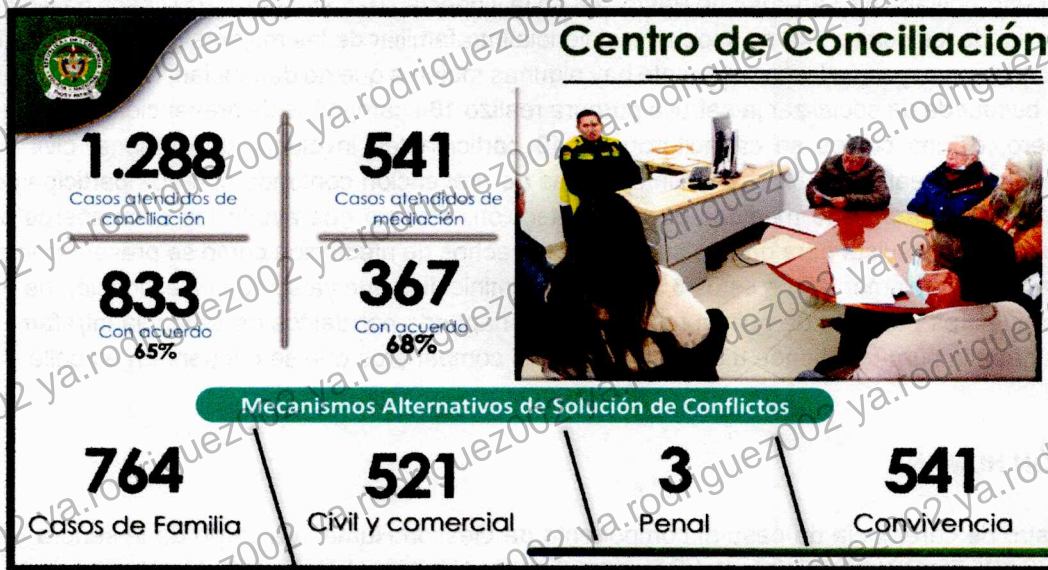 Centro de Conciliación
1.288
Casos atendidos de
conciliación
833
Con acuerdo
65%
541
Casos atendidos de
mediación
367
Con acuerdo
68%
Mecanismos Alternativos de Solución de Conflictos
764
Casos de Familia
521
Civil y comercial
3
Penal
541
Convivencia
ya.rodriguez002